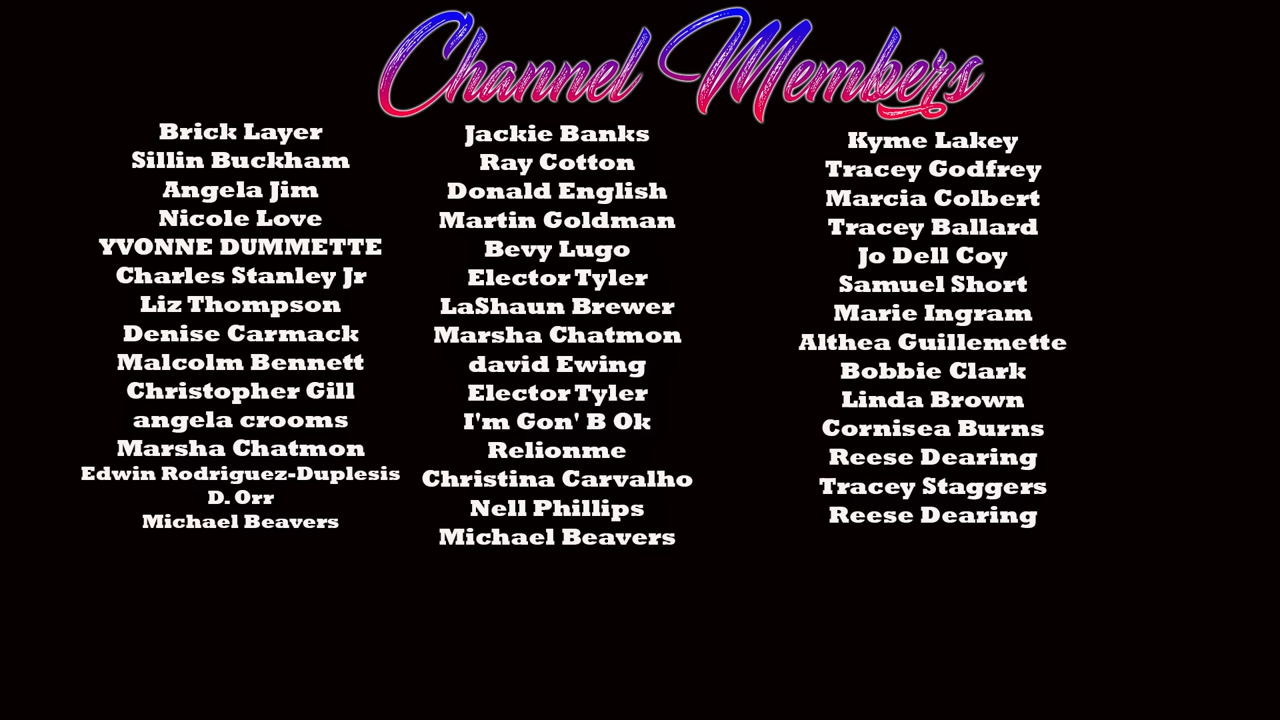 Channel Members
Brick Layer
Sillin Buckham
Angela Jim
Nicole Love
YVONNE DUMMETTE
Charles Stanley Jr
Liz Thompson
Denise Carmack
Malcolm Bennett
Christopher Gill
angela crooms
Marsha Chatmon
Edwin Rodriguez-Duplesis
D. Orr
Michael Beavers
Jackie Banks
Ray Cotton
Donald English
Martin Goldman
Bevy Lugo
Elector Tyler
LaShaun Brewer
Marsha Chatmon
david Ewing
Elector Tyler
I'm Gon' B Ok
Relionme
Christina Carvalho
Nell Phillips
Michael Beavers
Kyme Lakey
Tracey Godfrey
Marcia Colbert
Tracey Ballard
Jo Dell Coy
Samuel Short
Marie Ingram
Althea Guillemette
Bobbie Clark
Linda Brown
Cornisea Burns
Reese Dearing
Tracey Staggers
Reese Dearing